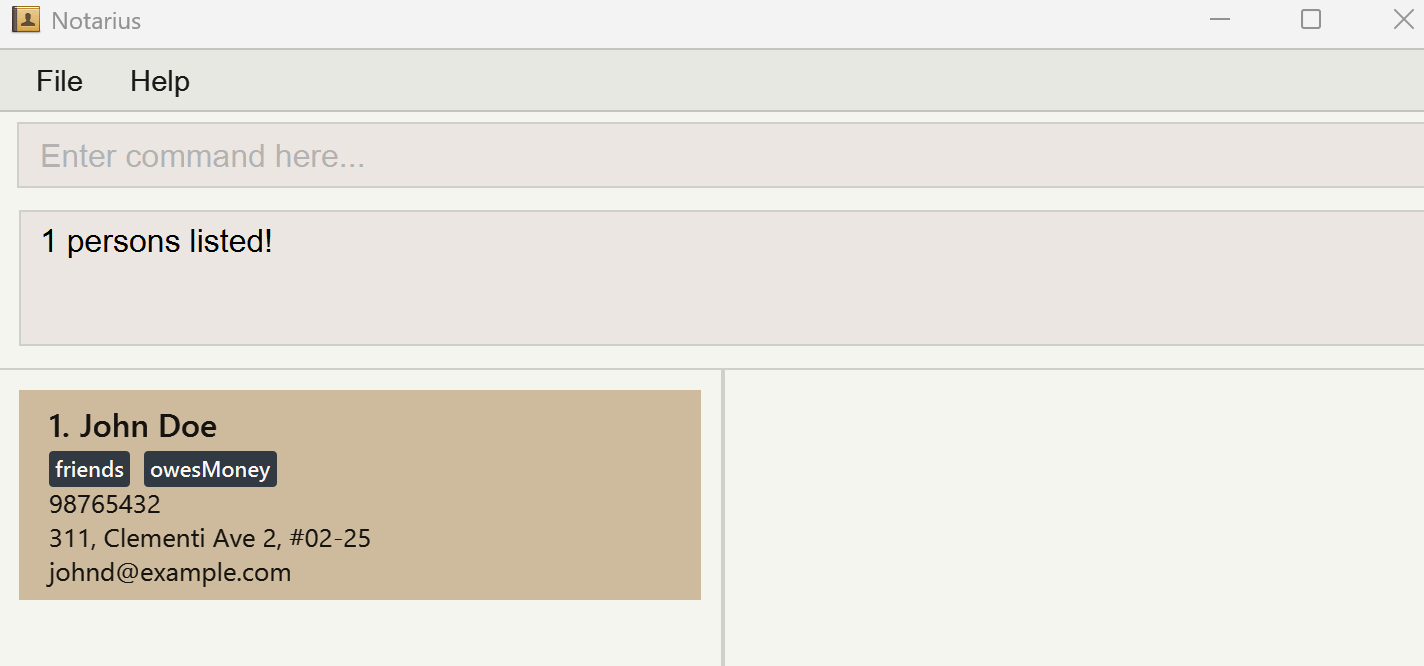 Notarius
File Help
Enter command here...
1 persons listed!
1. John Doe
friends owesMoney
98765432
311, Clementi Ave 2, #02-25
johnd@example.com